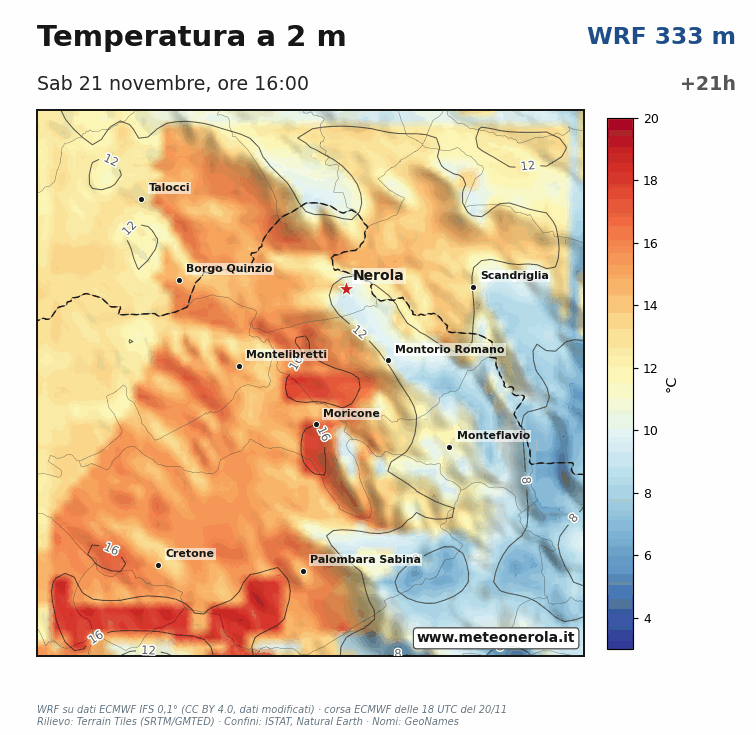 Temperatura a 2 m
WRF 333 m
Sab 21 novembre, ore 16:00
+21h
12
12
Talocci
12
Borgo Quinzio
Nerola
Scandriglia
12
Montorio Romano
Montelibretti
16
Moricone
16
Monteflavio
8
8
16
Cretone
Palombara Sabina
16
12
8
www.meteonerola.it
20
18
16
14
12
10
8
6
4
°C
WRF su dati ECMWF IFS 0,1° (CC BY 4.0, dati modificati) · corsa ECMWF delle 18 UTC del 20/11
Rilievo: Terrain Tiles (SRTM/GMTED) · Confini: ISTAT, Natural Earth · Nomi: GeoNames